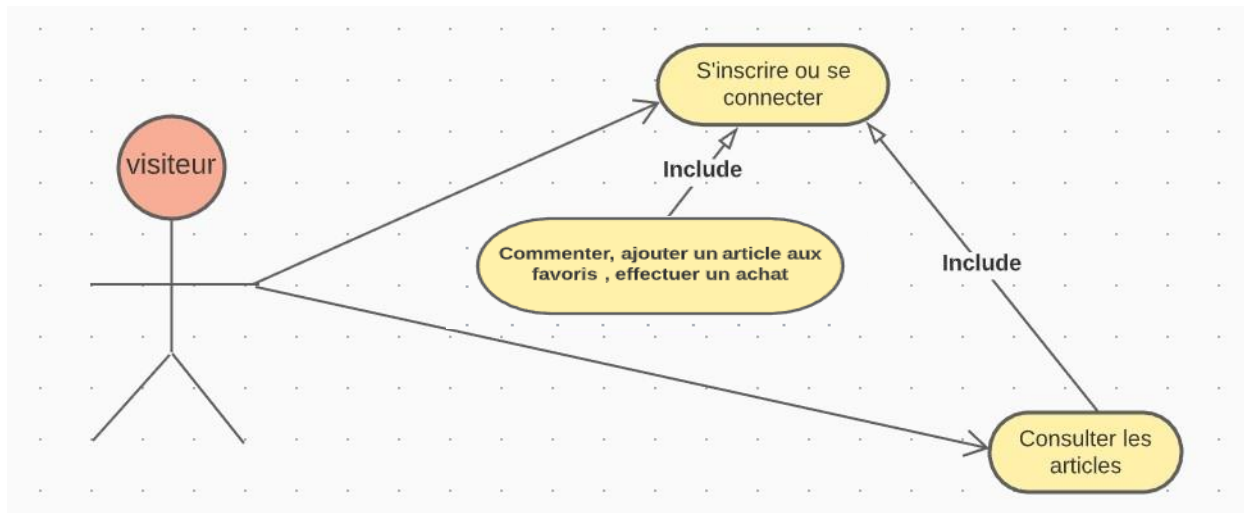 S'inscrire ou se
connecter
visiteur
Include
Commenter, ajouter un article aux
favoris , effectuer un achat
Include
Consulter les
articles